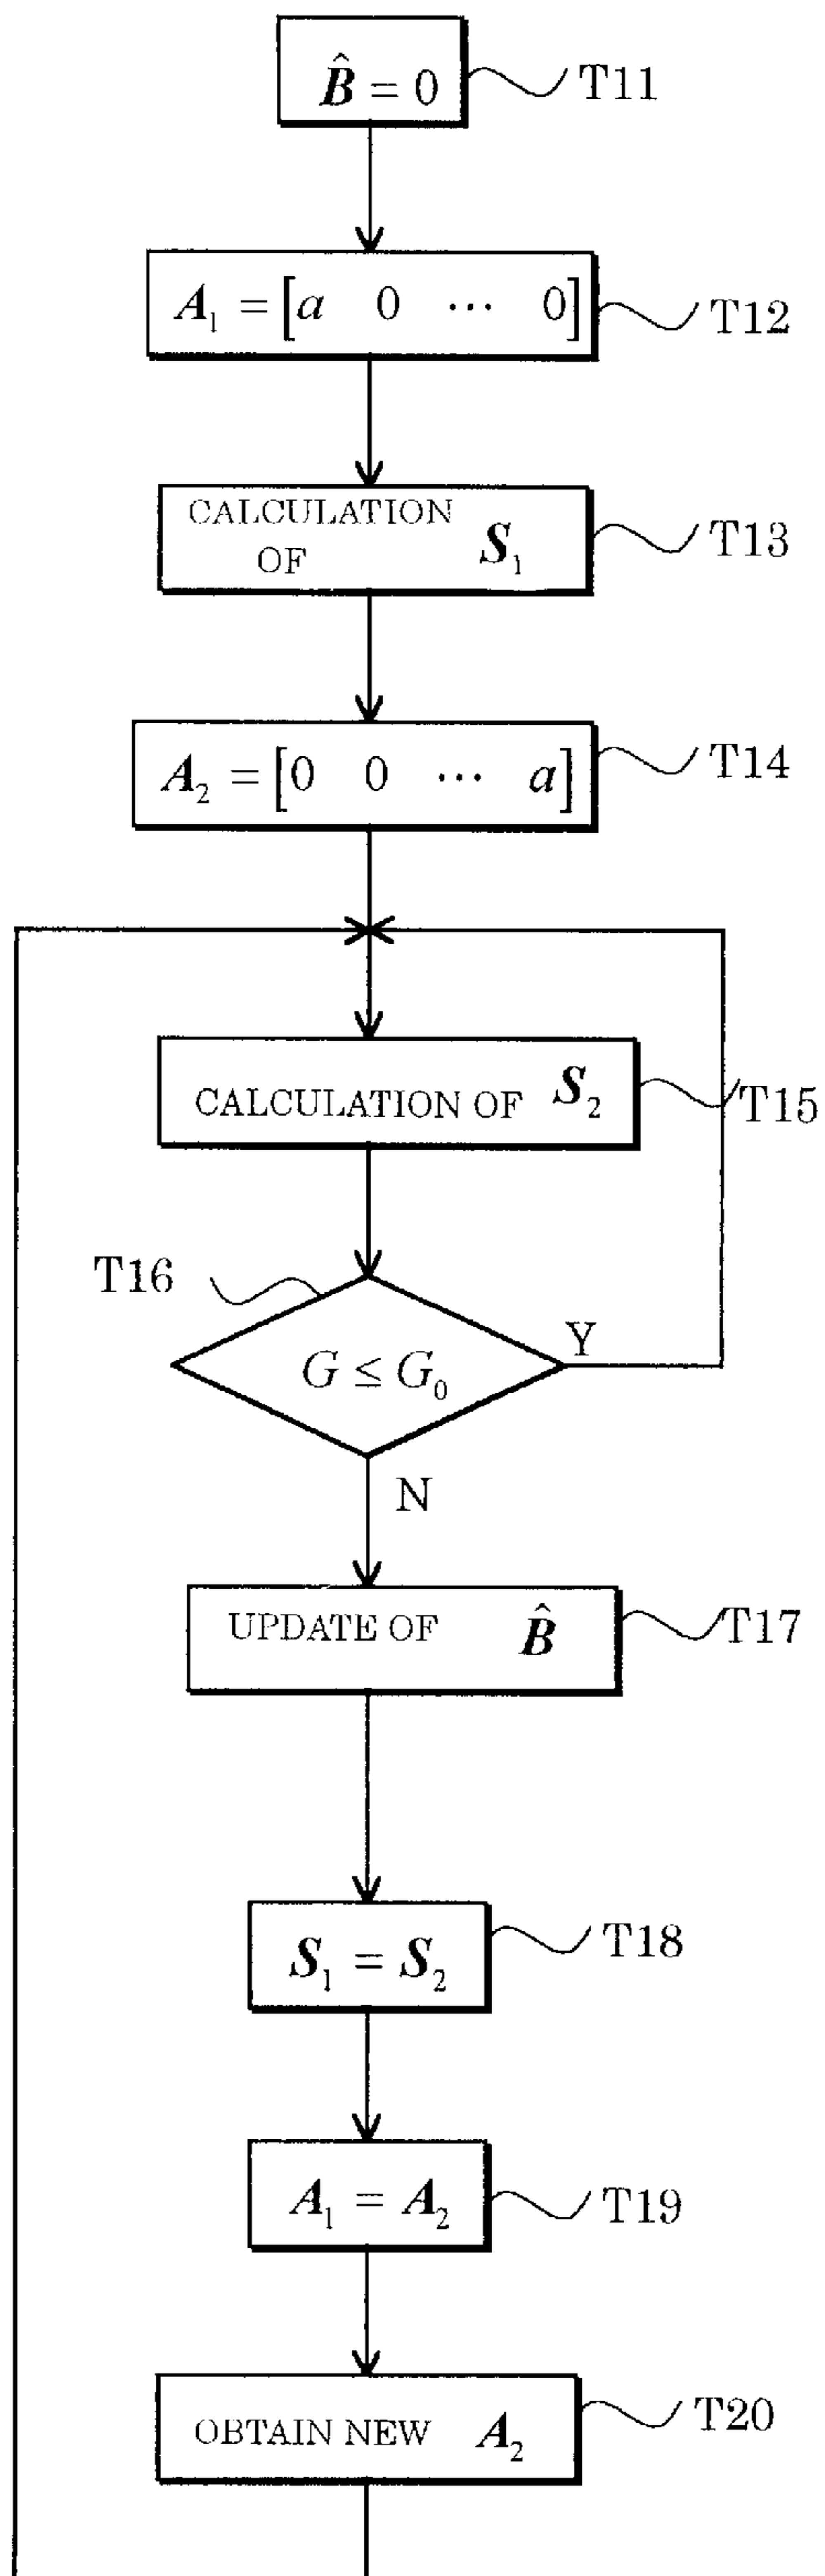 B̂ = 0 T11
A₁ = [a 0 ⋯ 0] T12
CALCULATION
OF S₁ T13
A₂ = [0 0 ⋯ a] T14
CALCULATION OF S₂ T15
T16
G ≤ G₀ Y
N
UPDATE OF B̂ T17
S₁ = S₂ T18
A₁ = A₂ T19
OBTAIN NEW A₂ T20